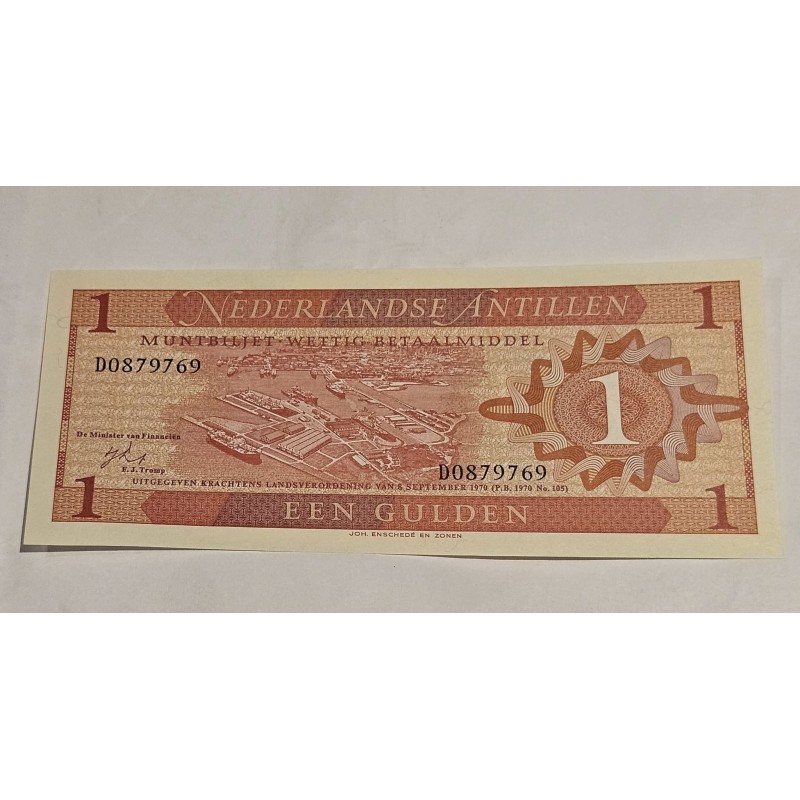 1 NEDERLANDSE ANTILLEN 1
MUNTBILJET · WETTIG BETAALMIDDEL
D0879769
1
De Minister van Financiën
E. J. Tromp
D0879769
UITGEGEVEN KRACHTENS LANDSVERORDENING VAN 8 SEPTEMBER 1970 (P.B. 1970 No. 105)
1 EEN GULDEN 1
JOH. ENSCHEDÉ EN ZONEN